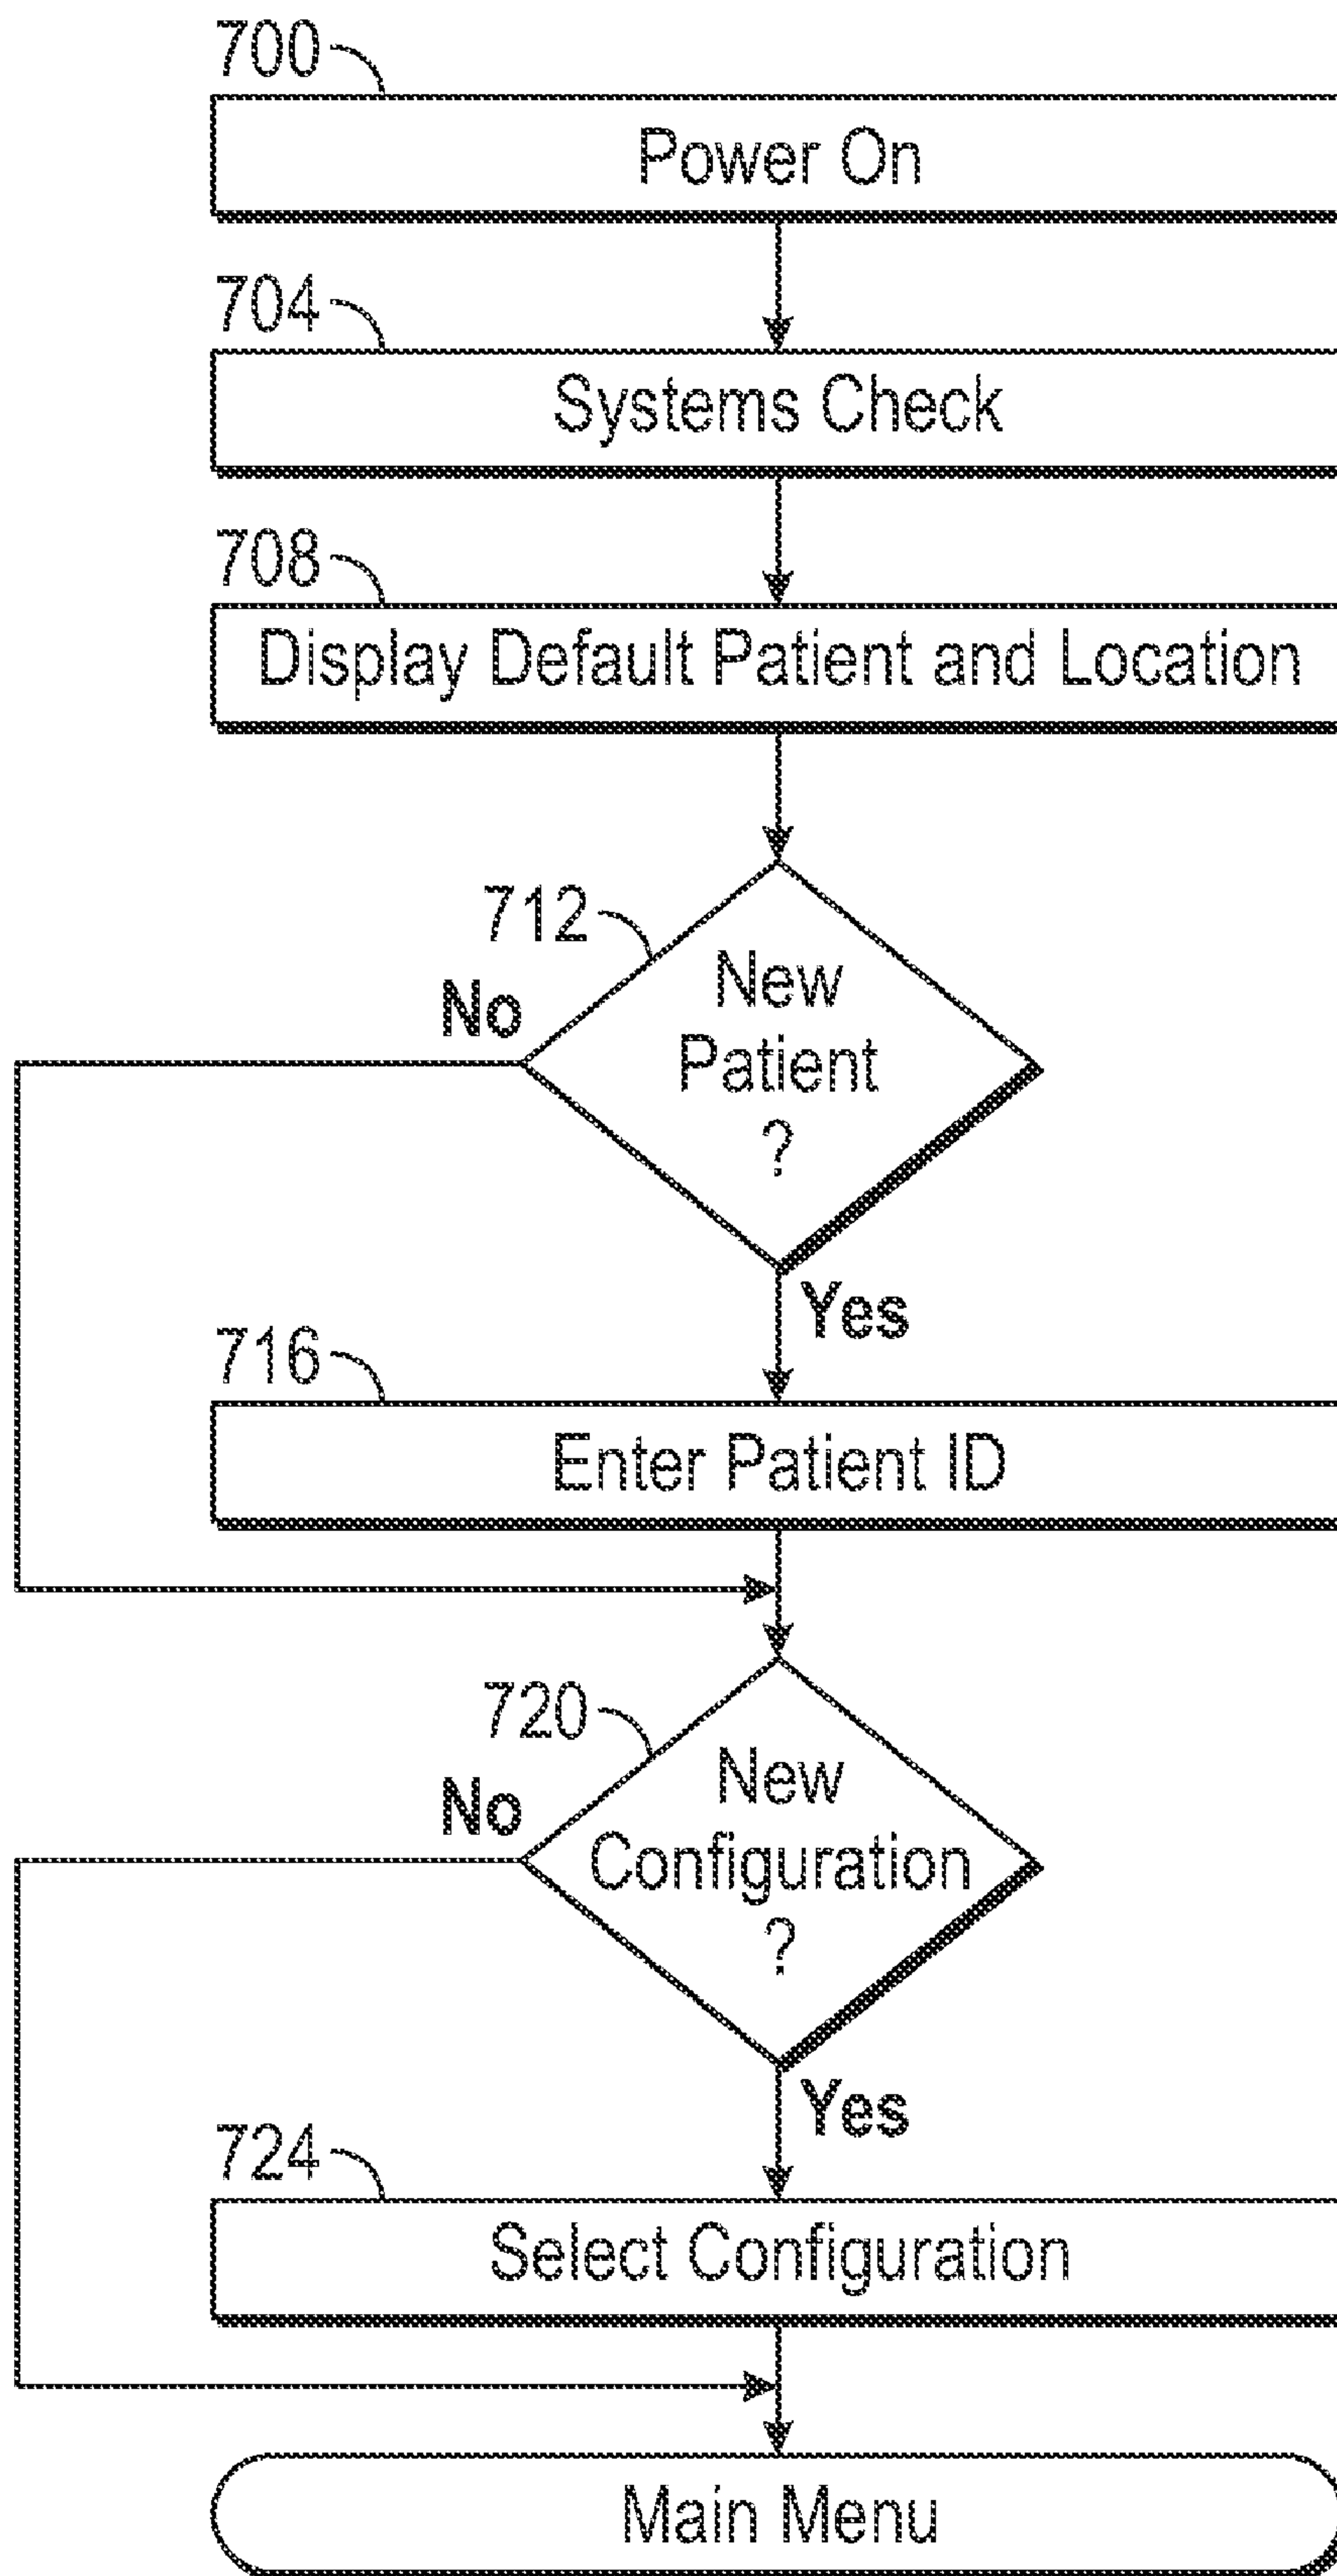 700
Power On
704
Systems Check
708
Display Default Patient and Location
712
New
No
Patient
?
Yes
716
Enter Patient ID
720
New
No
Configuration
?
Yes
724
Select Configuration
Main Menu